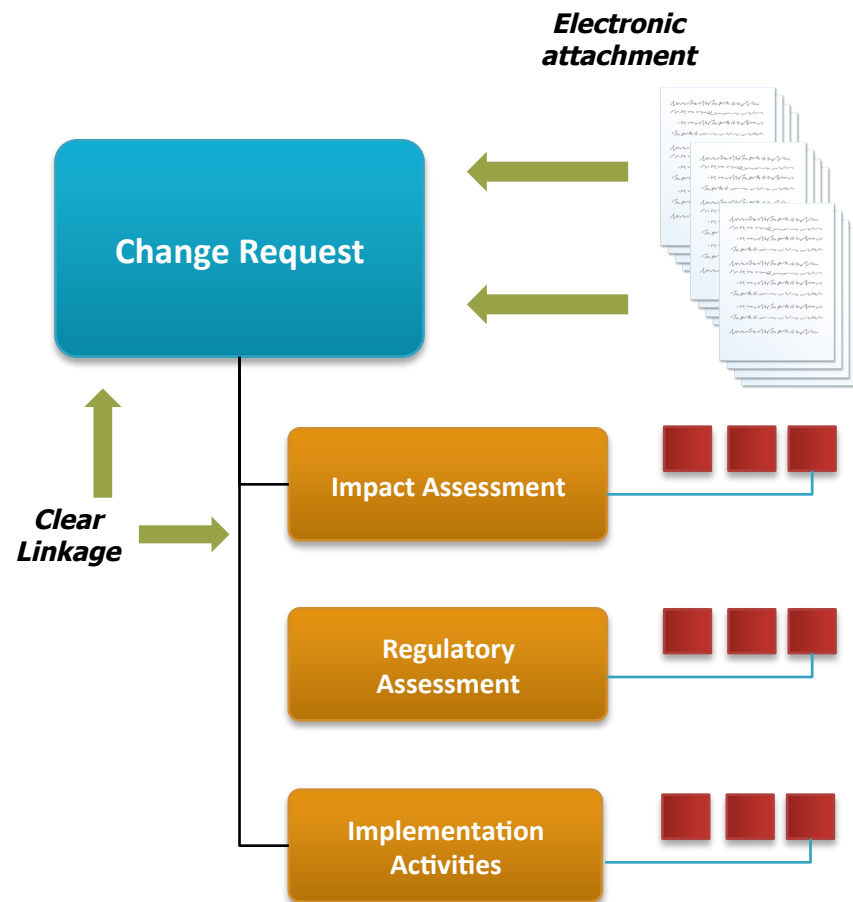 Electronic
attachment
Change Request
Impact Assessment
Clear
Linkage
Regulatory
Assessment
Implementation
Activities